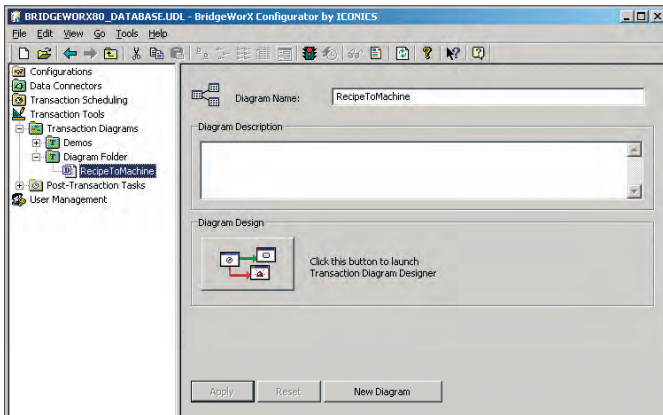 BRIDGEWORX80_DATABASE.UDL - BridgeWorX Configurator by ICONICS
File Edit View Go Tools Help
Configurations
Data Connectors
Transaction Scheduling
Transaction Tools
Transaction Diagrams
Demos
Diagram Folder
RecipeToMachine
Post-Transaction Tasks
User Management
Diagram Name: RecipeToMachine
Diagram Description
Diagram Design
Click this button to launch
Transaction Diagram Designer
Apply Reset New Diagram